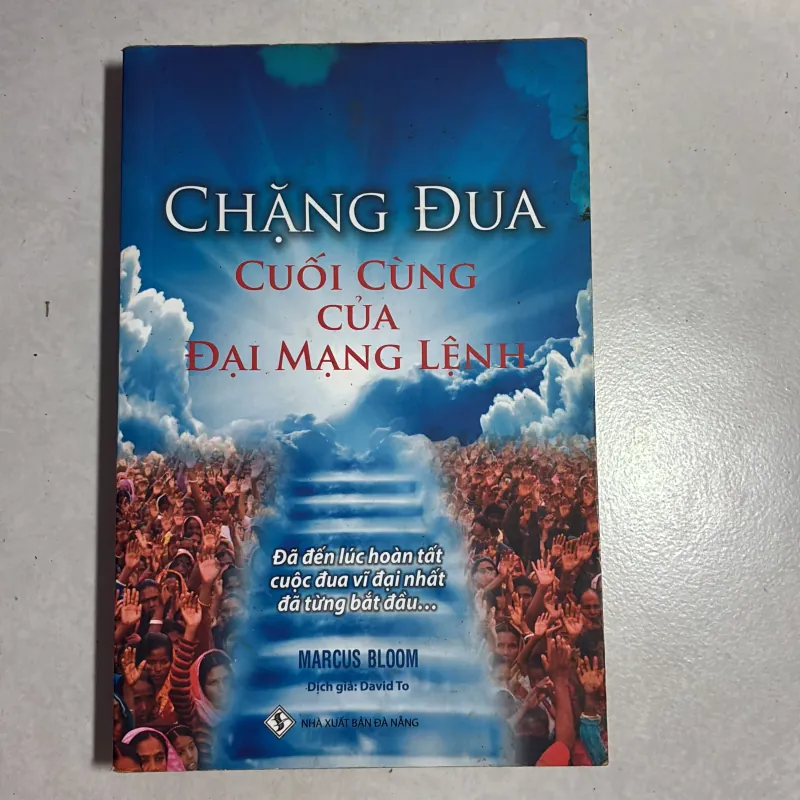 CHẶNG ĐUA
CUỐI CÙNG
CỦA
ĐẠI MẠNG LỆNH
Đã đến lúc hoàn tất
cuộc đua vĩ đại nhất
đã từng bắt đầu...
MARCUS BLOOM
Dịch giả: David To
NHÀ XUẤT BẢN ĐÀ NẴNG